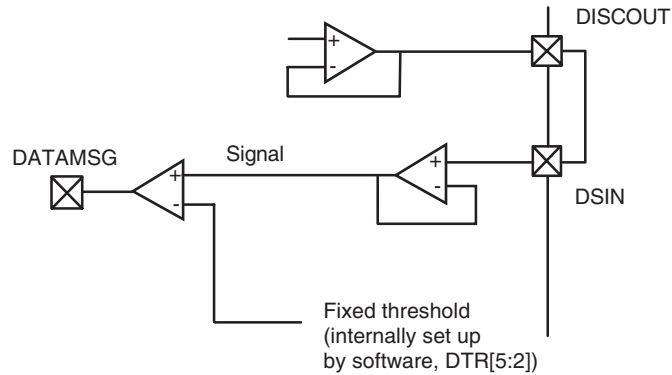 DISCOUT
+
-
DATAMSG
Signal
+
-
+
-
DSIN
Fixed threshold
(internally set up
by software, DTR[5:2])